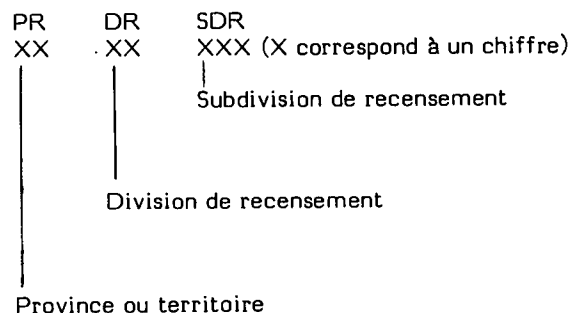 PR DR SDR
XX XX XXX (X correspond à un chiffre)
Subdivision de recensement
Division de recensement
Province ou territoire